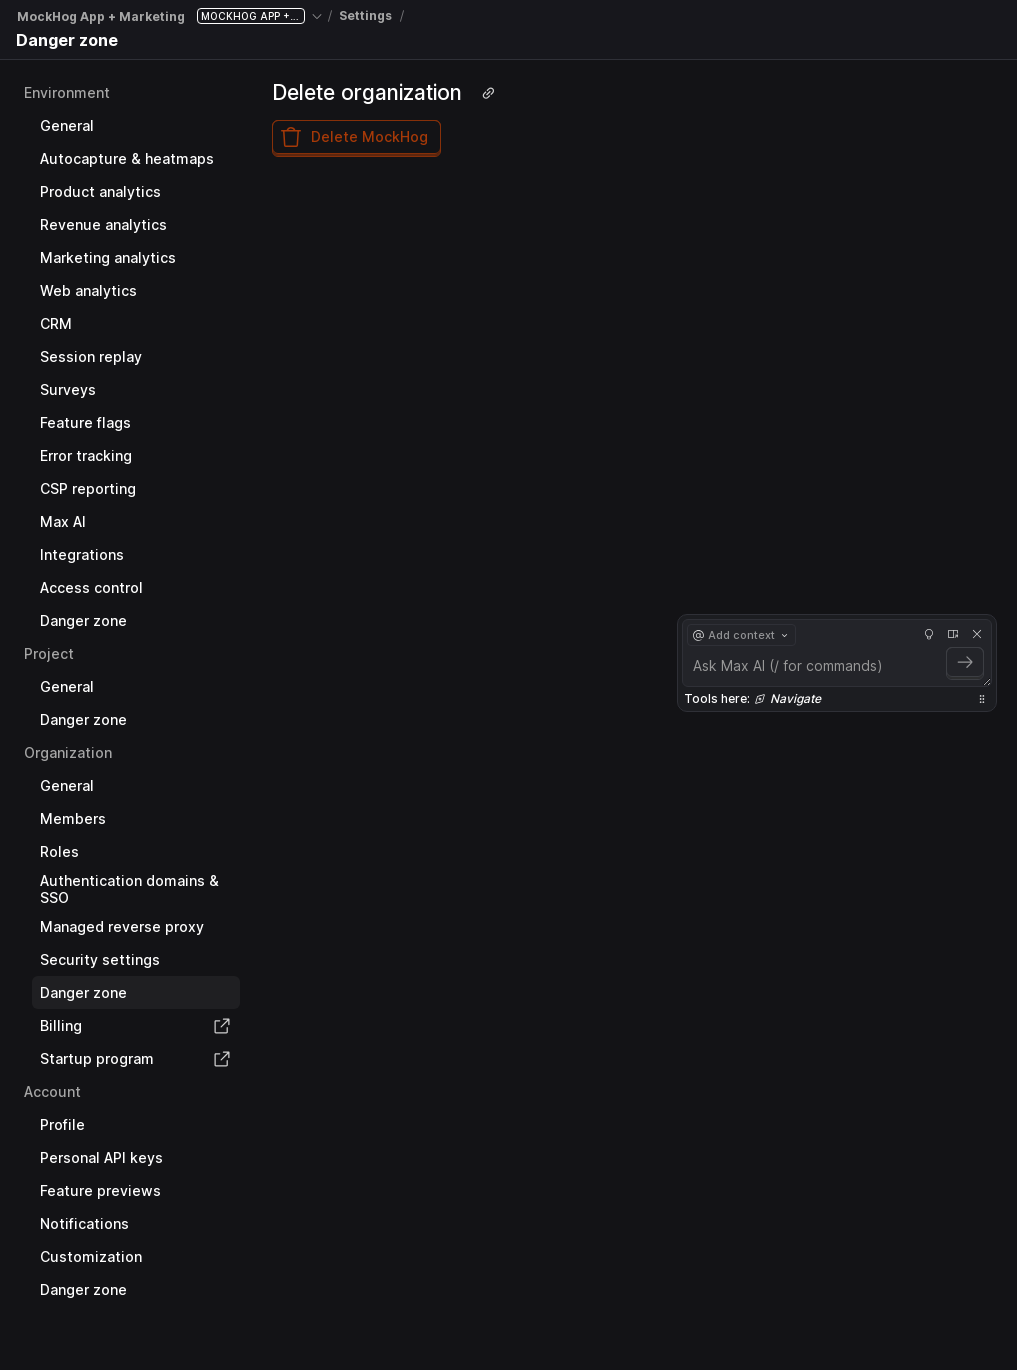 MockHog App + Marketing MOCKHOG APP +... / Settings /
Danger zone
Environment
General
Autocapture & heatmaps
Product analytics
Revenue analytics
Marketing analytics
Web analytics
CRM
Session replay
Surveys
Feature flags
Error tracking
CSP reporting
Max AI
Integrations
Access control
Danger zone
Project
General
Danger zone
Organization
General
Members
Roles
Authentication domains &
SSO
Managed reverse proxy
Security settings
Danger zone
Billing
Startup program
Account
Profile
Personal API keys
Feature previews
Notifications
Customization
Danger zone
Delete organization
Delete MockHog
@ Add context
Ask Max AI (/ for commands)
Tools here: Navigate